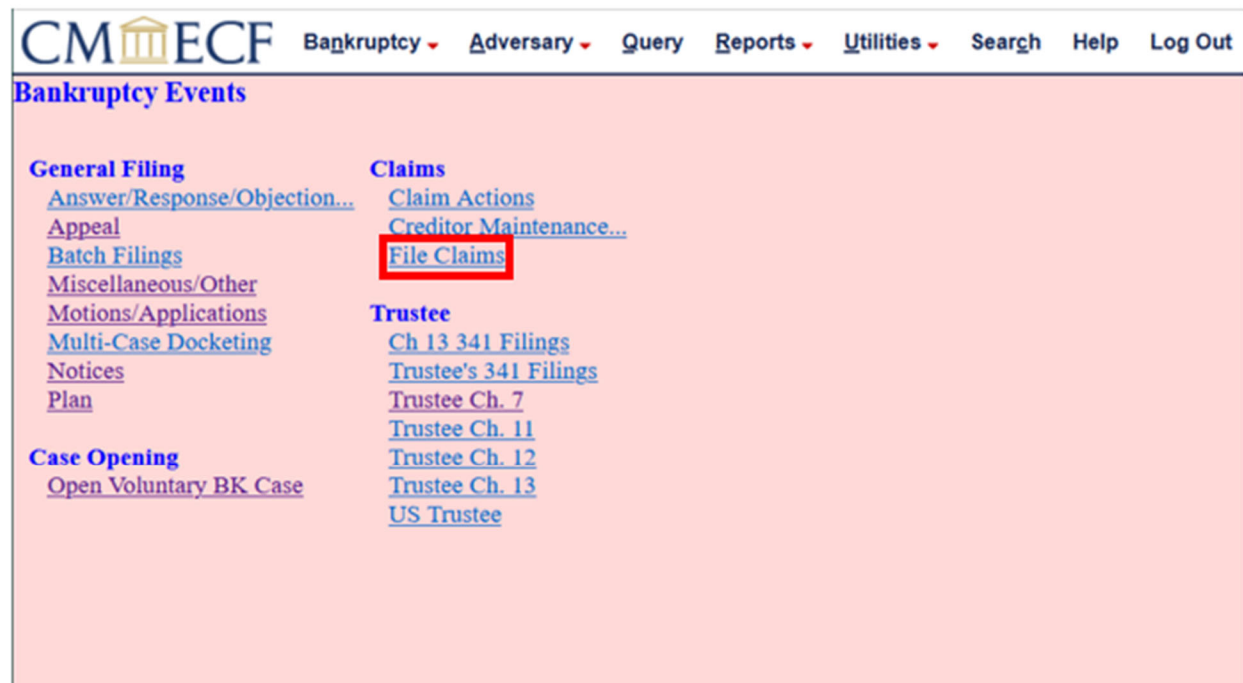 CM ECF Bankruptcy Adversary Query Reports Utilities Search Help Log Out
Bankruptcy Events
General Filing
Answer/Response/Objection...
Appeal
Batch Filings
Miscellaneous/Other
Motions/Applications
Multi-Case Docketing
Notices
Plan
Case Opening
Open Voluntary BK Case
Claims
Claim Actions
Creditor Maintenance...
File Claims
Trustee
Ch 13 341 Filings
Trustee's 341 Filings
Trustee Ch. 7
Trustee Ch. 11
Trustee Ch. 12
Trustee Ch. 13
US Trustee